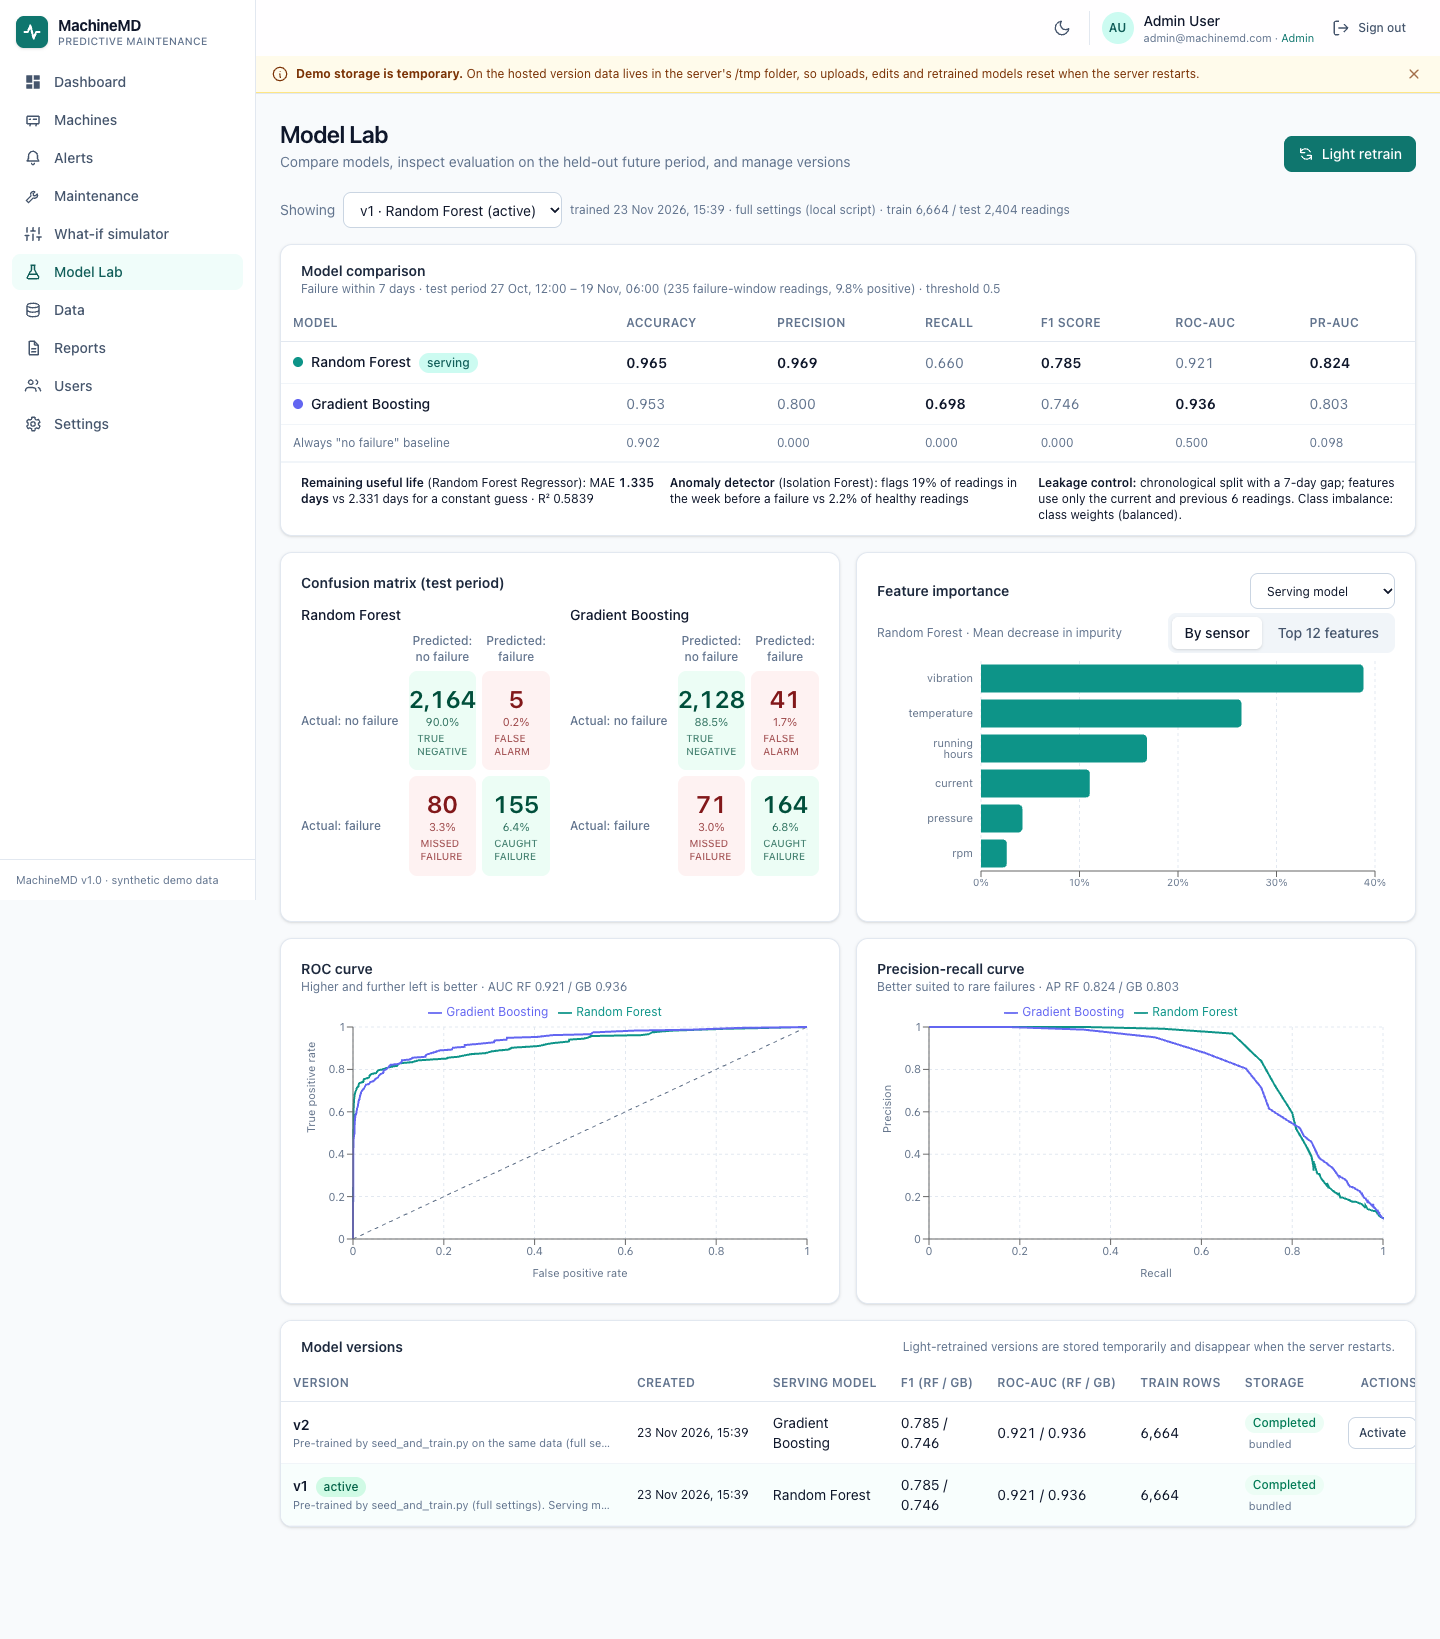 MachineMD
PREDICTIVE MAINTENANCE
Dashboard
Machines
Alerts
Maintenance
What-if simulator
Model Lab
Data
Reports
Users
Settings
MachineMD v1.0 · synthetic demo data
AU
Admin User
admin@machinemd.com · Admin
Sign out
Demo storage is temporary. On the hosted version data lives in the server's /tmp folder, so uploads, edits and retrained models reset when the server restarts.
Model Lab
Compare models, inspect evaluation on the held-out future period, and manage versions
Light retrain
Showing
v1 · Random Forest (active)
trained 23 Nov 2026, 15:39 · full settings (local script) · train 6,664 / test 2,404 readings
Model comparison
Failure within 7 days · test period 27 Oct, 12:00 – 19 Nov, 06:00 (235 failure-window readings, 9.8% positive) · threshold 0.5
MODEL ACCURACY PRECISION RECALL F1 SCORE ROC-AUC PR-AUC
Random Forest serving 0.965 0.969 0.660 0.785 0.921 0.824
Gradient Boosting 0.953 0.800 0.698 0.746 0.936 0.803
Always "no failure" baseline 0.902 0.000 0.000 0.000 0.500 0.098
Remaining useful life (Random Forest Regressor): MAE 1.335
days vs 2.331 days for a constant guess · R² 0.5839
Anomaly detector (Isolation Forest): flags 19% of readings in
the week before a failure vs 2.2% of healthy readings
Leakage control: chronological split with a 7-day gap; features
use only the current and previous 6 readings. Class imbalance:
class weights (balanced).
Confusion matrix (test period)
Random Forest
Predicted:
no failure
Predicted:
failure
Actual: no failure
2,164
90.0%
TRUE
NEGATIVE
5
0.2%
FALSE
ALARM
Actual: failure
80
3.3%
MISSED
FAILURE
155
6.4%
CAUGHT
FAILURE
Gradient Boosting
Predicted:
no failure
Predicted:
failure
Actual: no failure
2,128
88.5%
TRUE
NEGATIVE
41
1.7%
FALSE
ALARM
Actual: failure
71
3.0%
MISSED
FAILURE
164
6.8%
CAUGHT
FAILURE
Feature importance
Serving model
Random Forest · Mean decrease in impurity
By sensor
Top 12 features
vibration
temperature
running
hours
current
pressure
rpm
0% 10% 20% 30% 40%
ROC curve
Higher and further left is better · AUC RF 0.921 / GB 0.936
Gradient Boosting Random Forest
True positive rate
1
0.8
0.6
0.4
0.2
0
0 0.2 0.4 0.6 0.8 1
False positive rate
Precision-recall curve
Better suited to rare failures · AP RF 0.824 / GB 0.803
Gradient Boosting Random Forest
Precision
1
0.8
0.6
0.4
0.2
0
0 0.2 0.4 0.6 0.8 1
Recall
Model versions
Light-retrained versions are stored temporarily and disappear when the server restarts.
VERSION CREATED SERVING MODEL F1 (RF / GB) ROC-AUC (RF / GB) TRAIN ROWS STORAGE ACTIONS
v2
Pre-trained by seed_and_train.py on the same data (full se...
23 Nov 2026, 15:39
Gradient
Boosting
0.785 /
0.746
0.921 / 0.936
6,664
Completed
bundled
Activate
v1 active
Pre-trained by seed_and_train.py (full settings). Serving m...
23 Nov 2026, 15:39
Random Forest
0.785 /
0.746
0.921 / 0.936
6,664
Completed
bundled